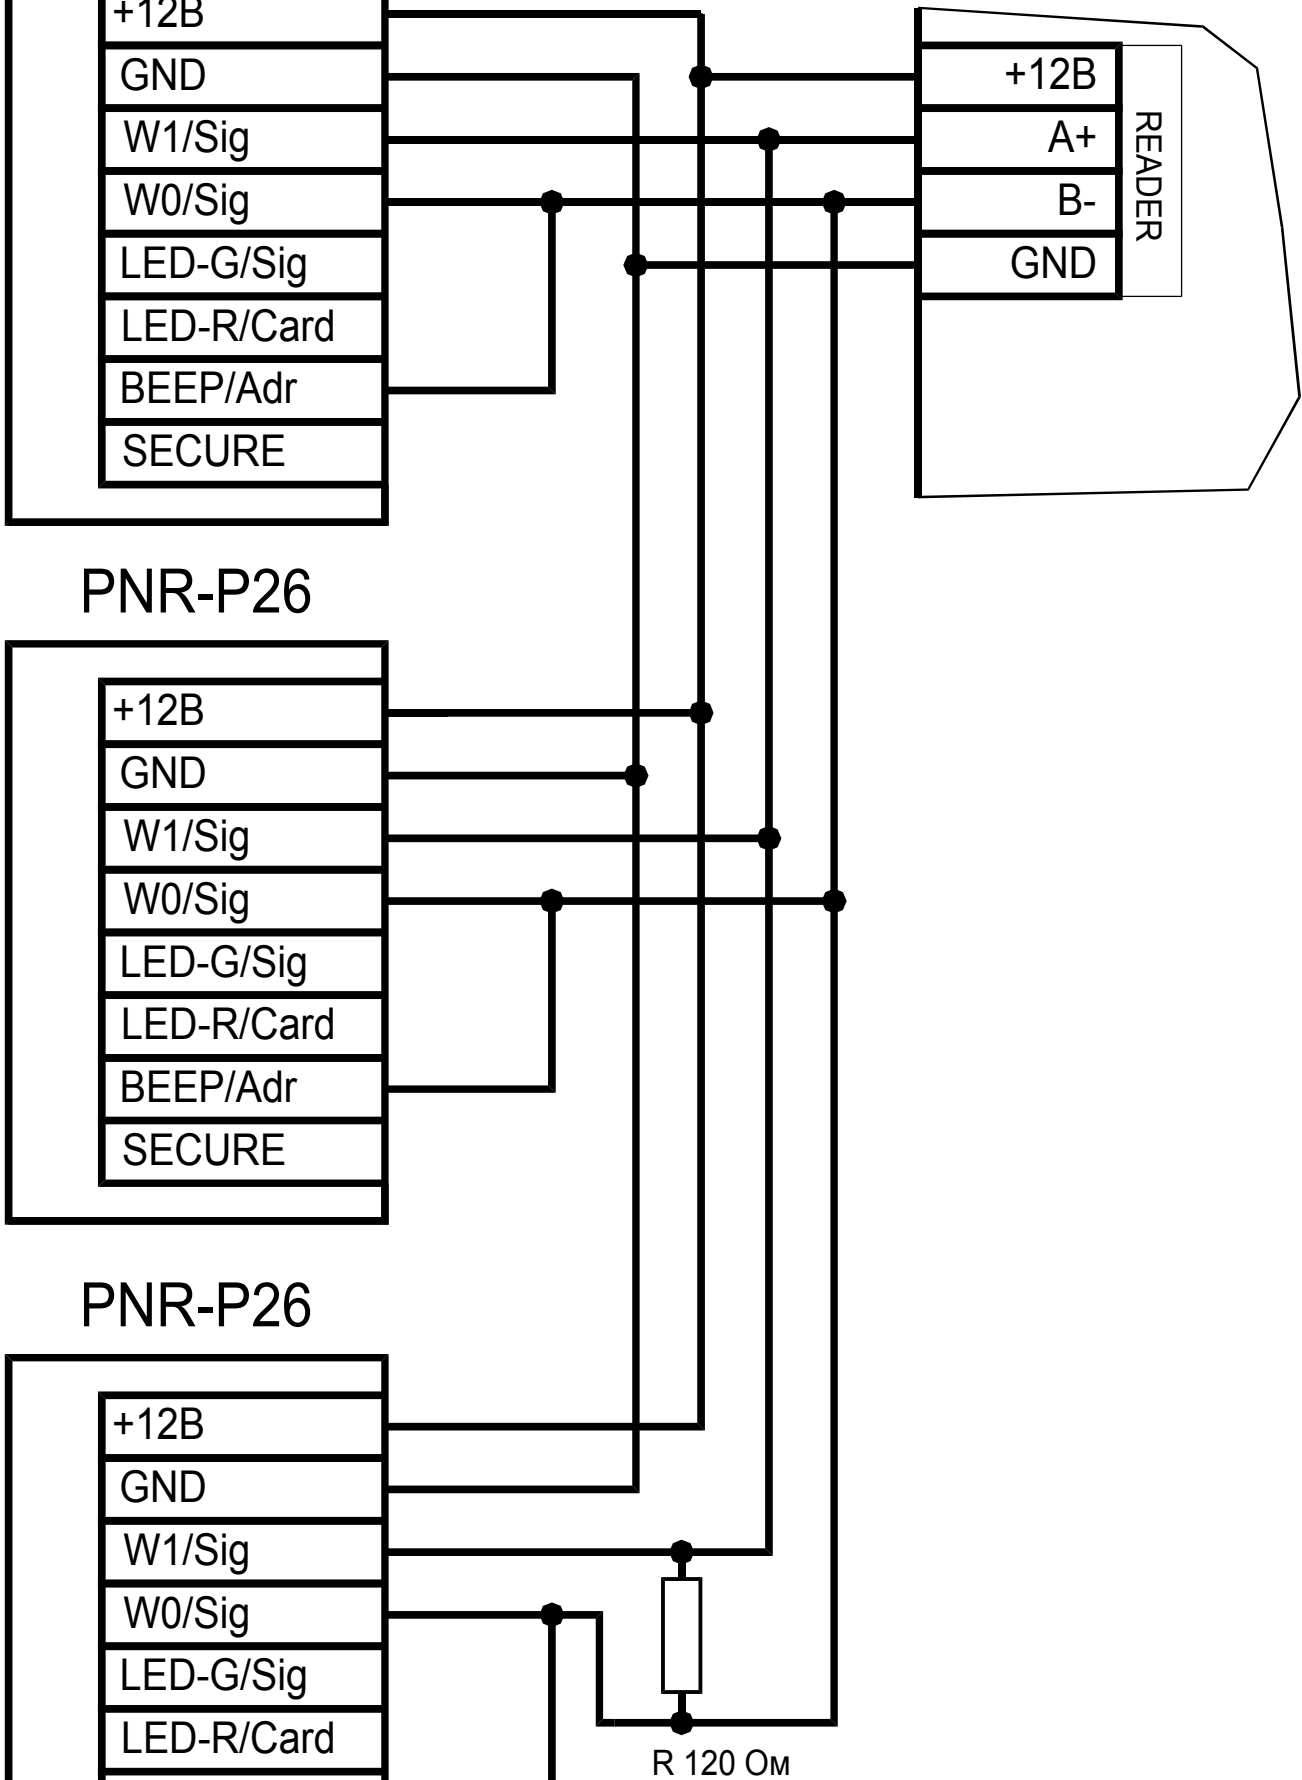 +12В
GND
W1/Sig
W0/Sig
LED-G/Sig
LED-R/Card
BEEP/Adr
SECURE
+12В
A+
B-
GND
READER
PNR-P26
+12В
GND
W1/Sig
W0/Sig
LED-G/Sig
LED-R/Card
BEEP/Adr
SECURE
PNR-P26
+12В
GND
W1/Sig
W0/Sig
LED-G/Sig
LED-R/Card
R 120 Ом